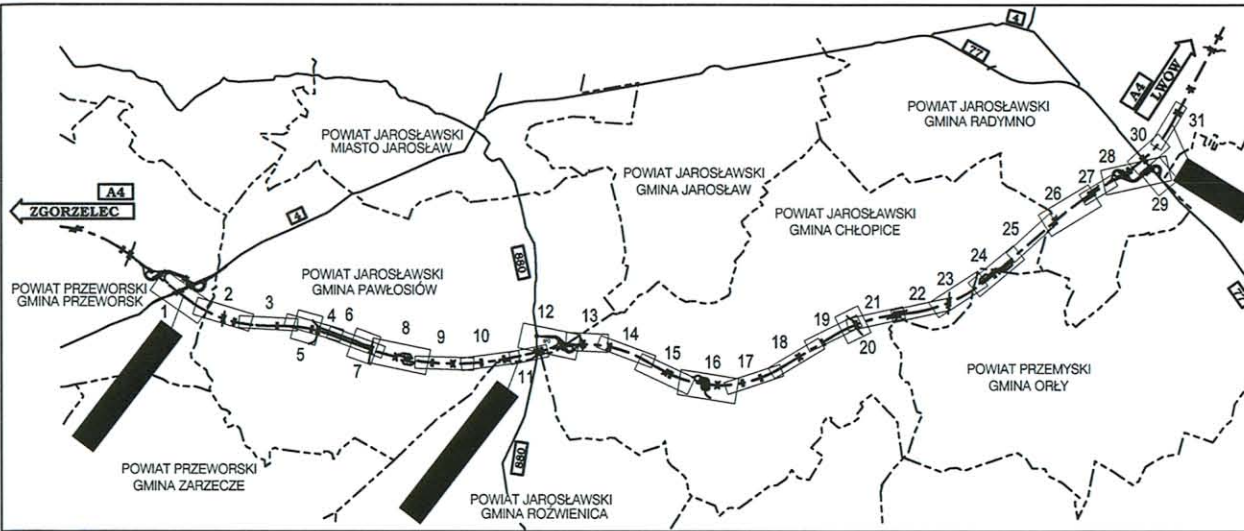 4
77
A4
LWÓW
POWIAT JAROSŁAWSKI
GMINA RADYMNO
POWIAT JAROSŁAWSKI
MIASTO JAROSŁAW
POWIAT JAROSŁAWSKI
GMINA JAROSŁAW
POWIAT JAROSŁAWSKI
GMINA CHŁOPICE
A4
ZGORZELEC
4
880
POWIAT JAROSŁAWSKI
GMINA PAWŁOSIÓW
POWIAT PRZEWORSKI
GMINA PRZEWORSK
1
2
3
4
5
6
7
8
9
10
11
12
13
14
15
16
17
18
19
20
21
22
23
24
25
26
27
28
29
30
31
77
POWIAT PRZEMYSKI
GMINA ORŁY
880
POWIAT PRZEWORSKI
GMINA ZARZECZE
POWIAT JAROSŁAWSKI
GMINA ROŹWIENICA